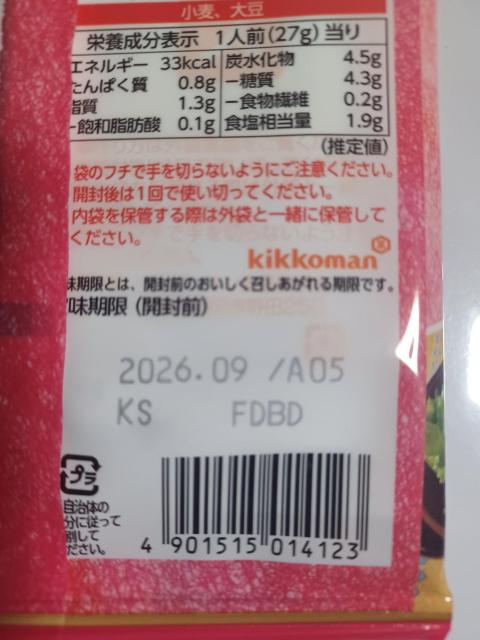 小麦、大豆
栄養成分表示 1人前(27g)当り
エネルギー 33kcal
たんぱく質 0.8g
脂質 1.3g
-飽和脂肪酸 0.1g
炭水化物 4.5g
-糖質 4.3g
-食物繊維 0.2g
食塩相当量 1.9g
(推定値)
袋のフチで手を切らないようにご注意ください。
開封後は1回で使い切ってください。
内袋を保管する際は外袋と一緒に保管して
ください。
kikkoman
味期限とは、開封前のおいしく召しあがれる期限です。
味期限(開封前)
2026.09 /A05
KS FDBD
プラ
自治体の
分に従って
別して
ださい。
4 901515 014123